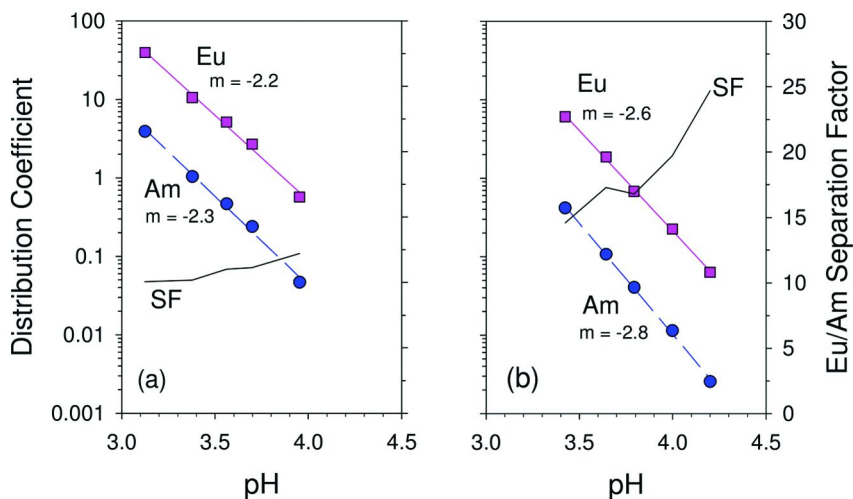 Distribution Coefficient
100
10
1
0.1
0.01
0.001
Eu
m = -2.2
Am
m = -2.3
SF
(a)
3.0 3.5 4.0 4.5
pH
Eu
m = -2.6
SF
Am
m = -2.8
(b)
3.0 3.5 4.0 4.5
pH
30
25
20
15
10
5
0
Eu/Am Separation Factor